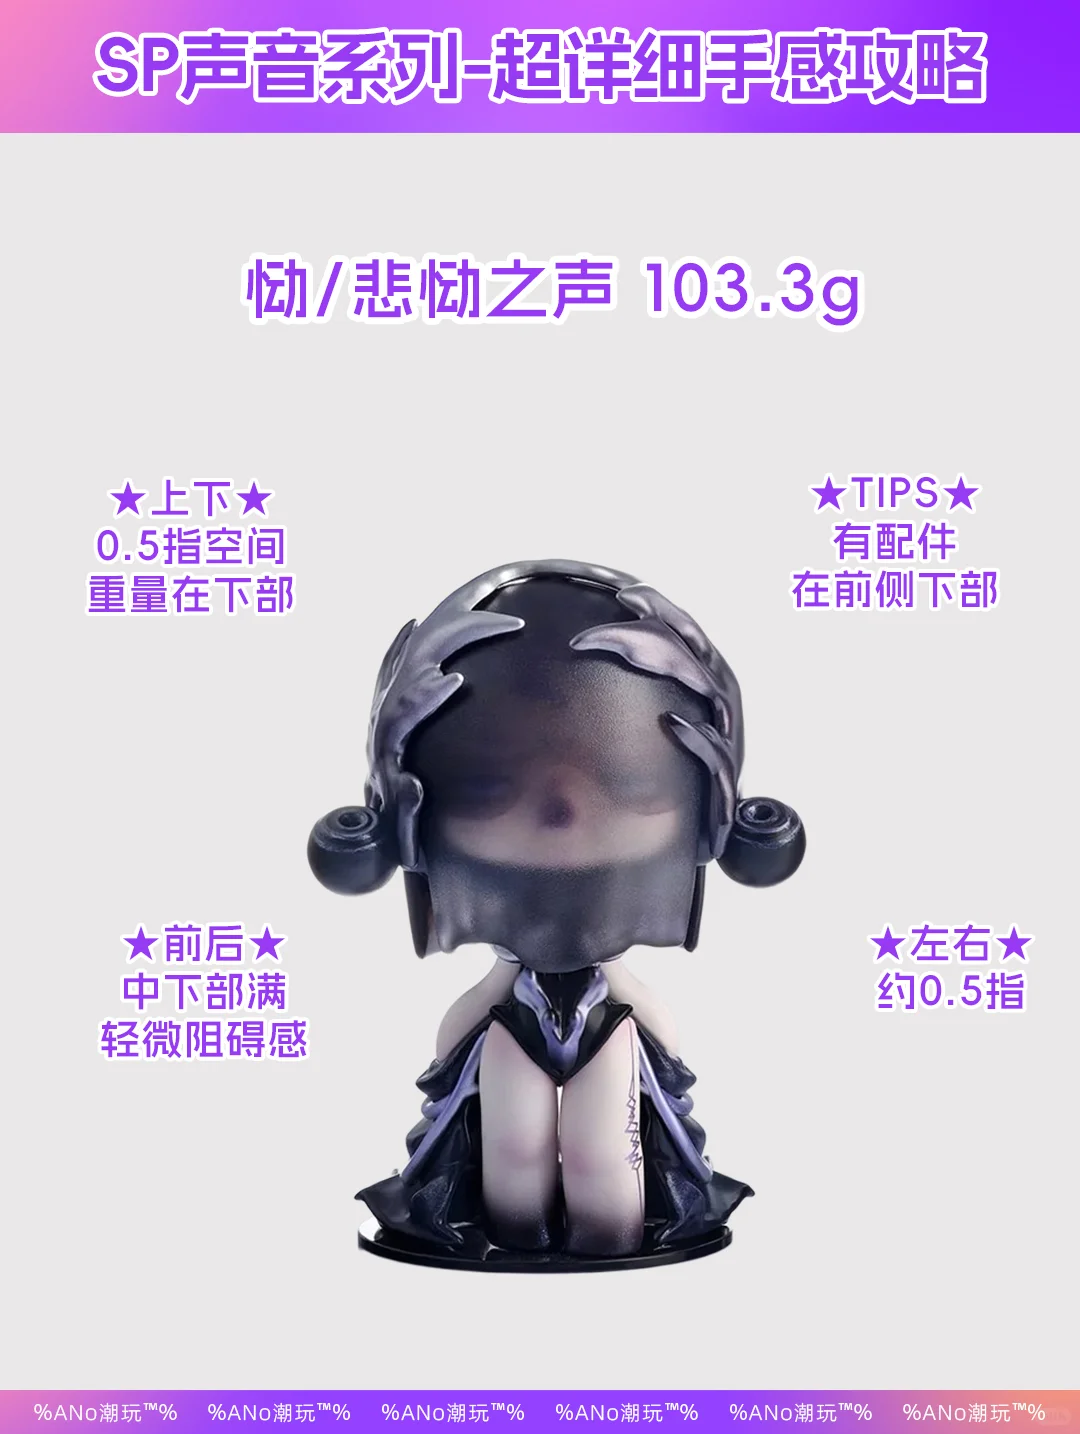 SP声音系列-超详细手感攻略
恸/悲恸之声 103.3g
★上下★
0.5指空间
重量在下部
★TIPS★
有配件
在前侧下部
★前后★
中下部满
轻微阻碍感
★左右★
约0.5指
%ANo潮玩™% %ANo潮玩™% %ANo潮玩™% %ANo潮玩™% %ANo潮玩™% %ANo潮玩™%